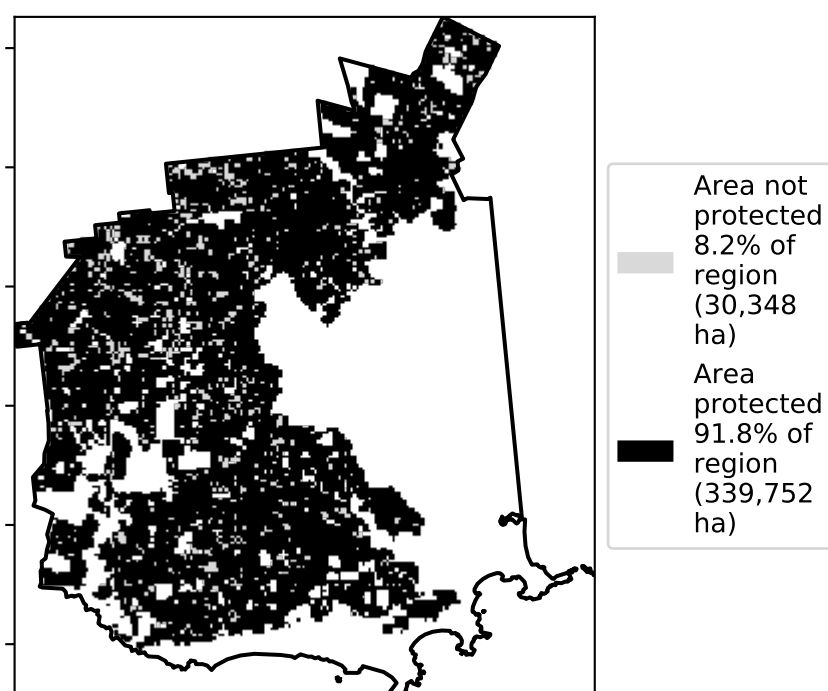 Area not
protected
8.2% of
region
(30,348
ha)
Area
protected
91.8% of
region
(339,752
ha)